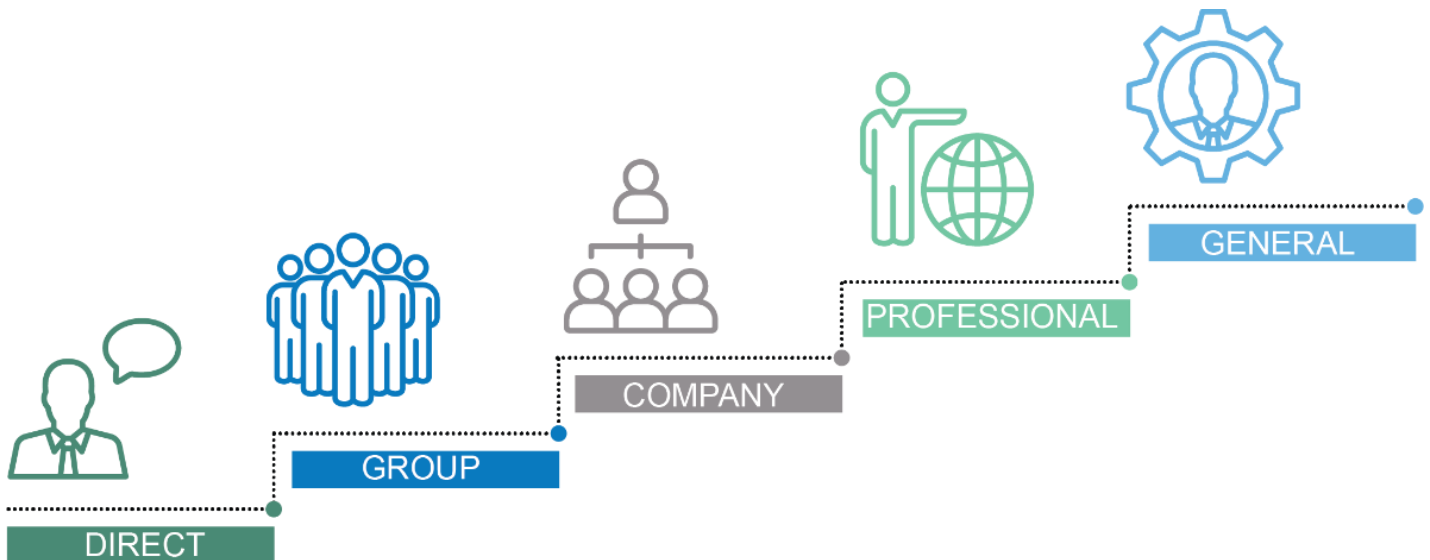 GENERAL
PROFESSIONAL
COMPANY
GROUP
DIRECT